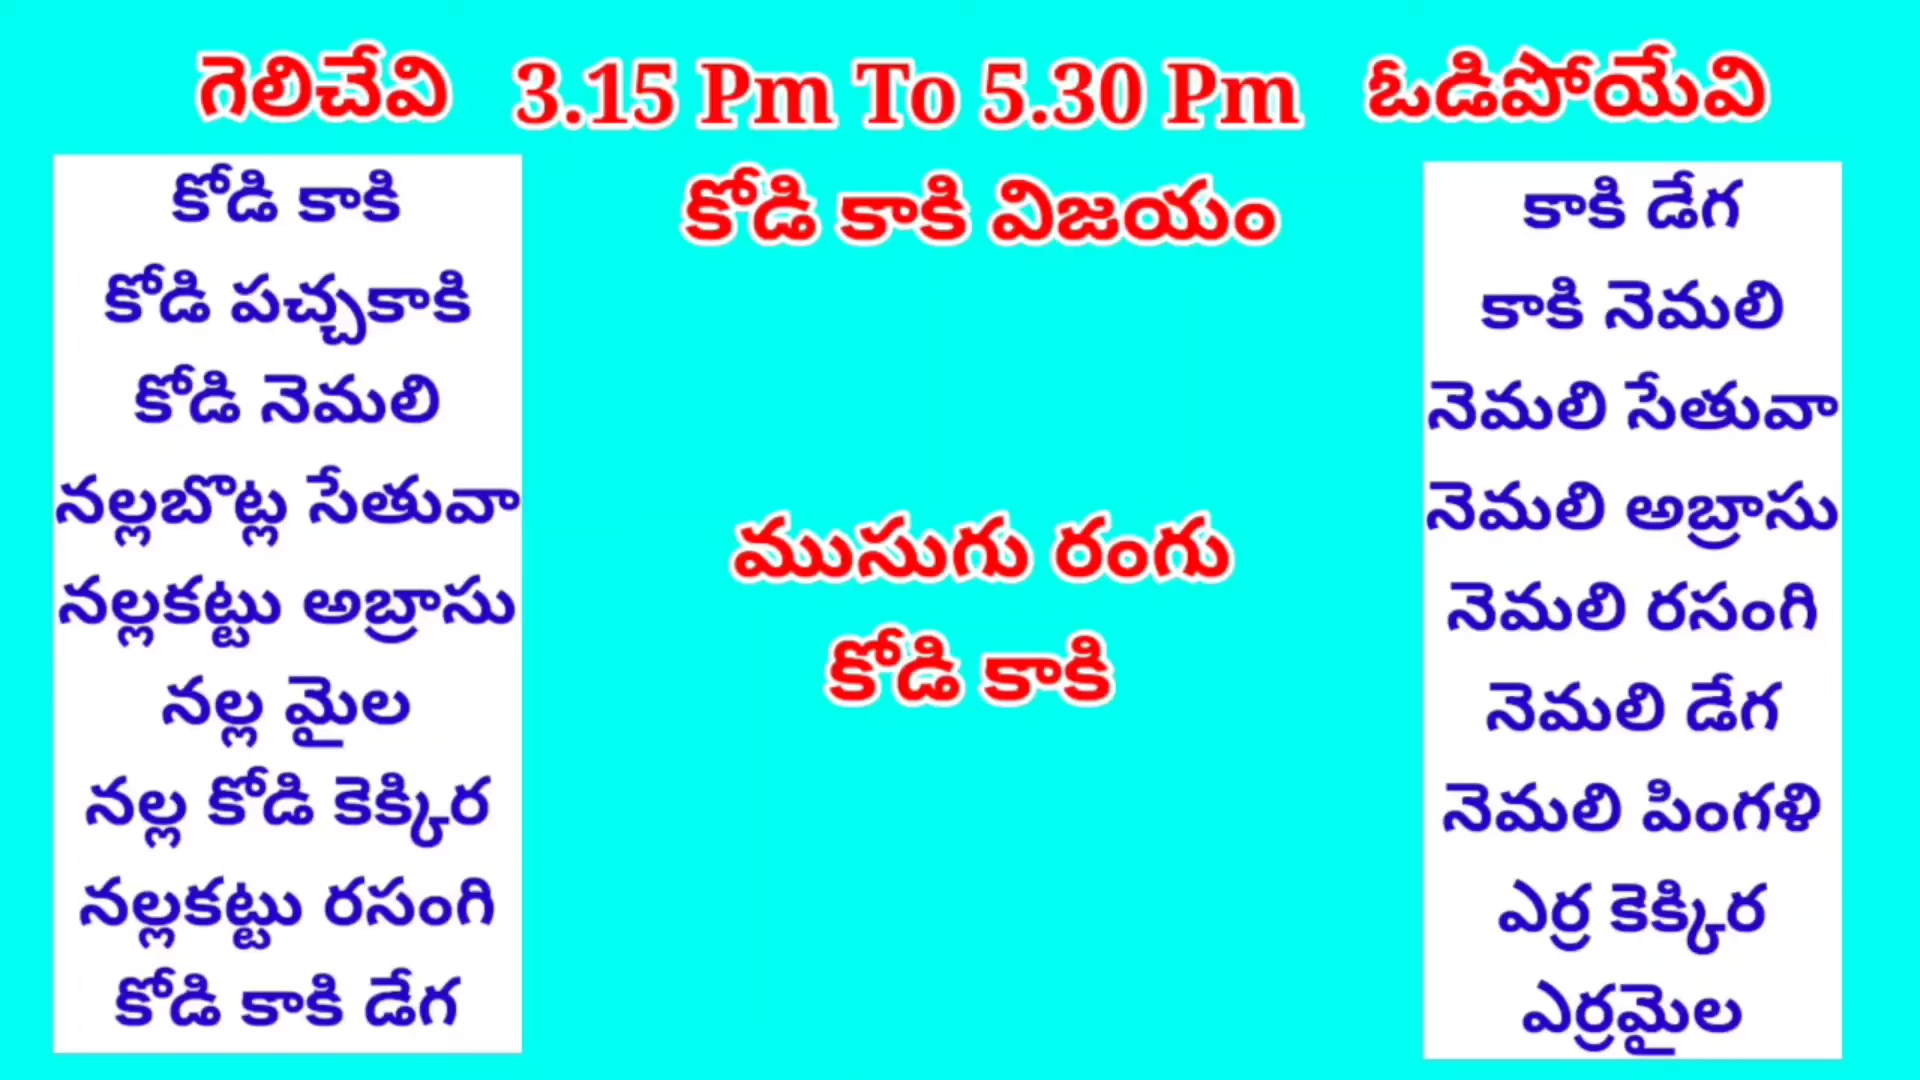 గెలిచేవి 3.15 Pm To 5.30 Pm ఓడిపోయేవి
కోడి కాకి విజయం
కోడి కాకి
కోడి పచ్చకాకి
కోడి నెమలి
నల్లబొట్ల సేతువా
నల్లకట్టు అబ్రాసు
నల్ల మైల
నల్ల కోడి కెక్కిర
నల్లకట్టు రసంగి
కోడి కాకి డేగ
ముసుగు రంగు
కోడి కాకి
కాకి డేగ
కాకి నెమలి
నెమలి సేతువా
నెమలి అబ్రాసు
నెమలి రసంగి
నెమలి డేగ
నెమలి పింగళి
ఎర్ర కెక్కిర
ఎర్రమైల